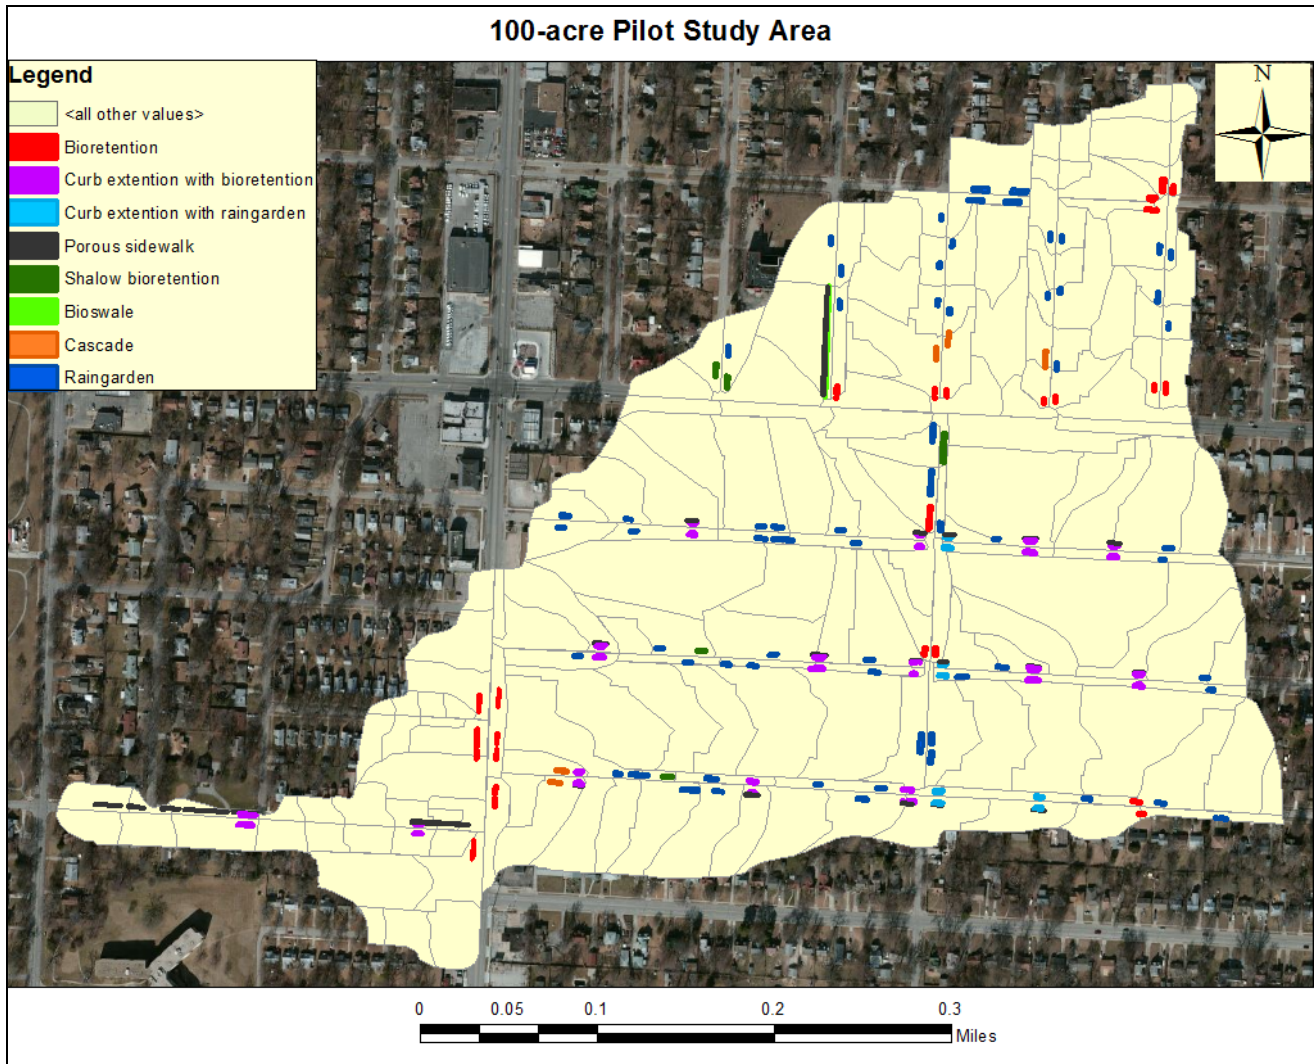 100-acre Pilot Study Area
Legend
<all other values>
Bioretention
Curb extention with bioretention
Curb extention with raingarden
Porous sidewalk
Shalow bioretention
Bioswale
Cascade
Raingarden
N
0 0.05 0.1 0.2 0.3
Miles